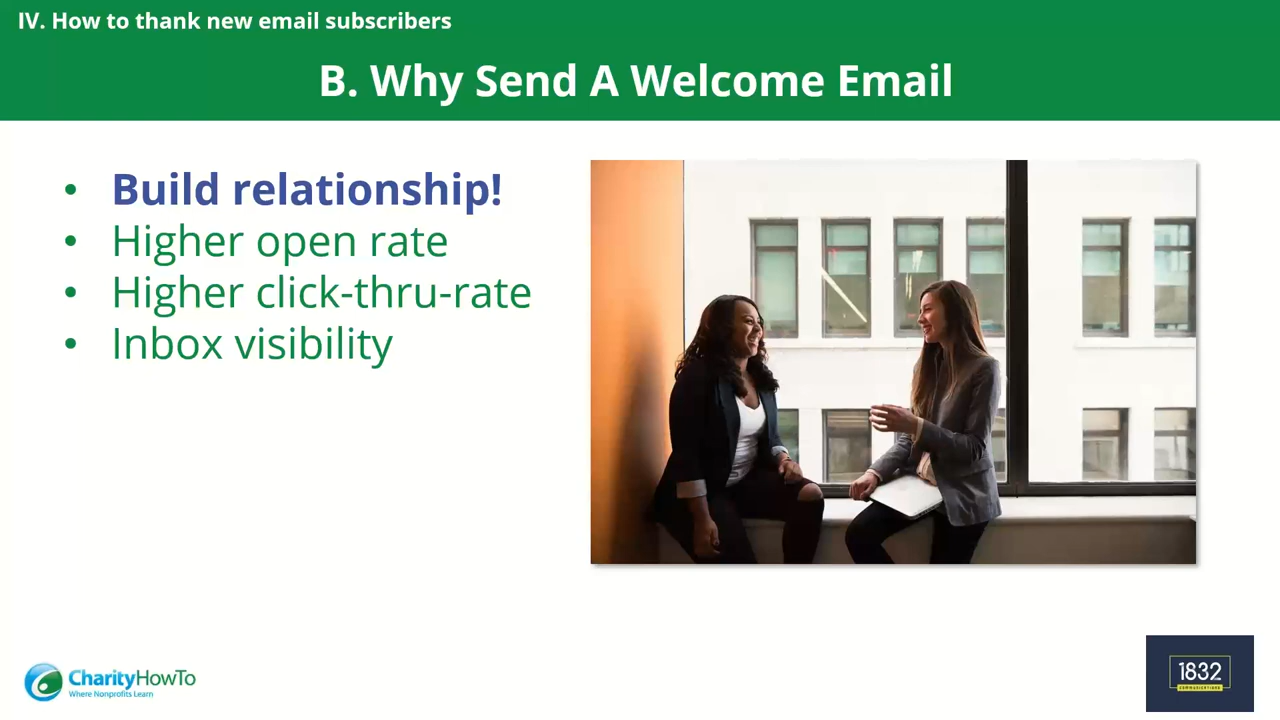 IV. How to thank new email subscribers
B. Why Send A Welcome Email
• Build relationship!
• Higher open rate
• Higher click-thru-rate
• Inbox visibility
CharityHowTo
Where Nonprofits Learn
1832
COMMUNICATIONS